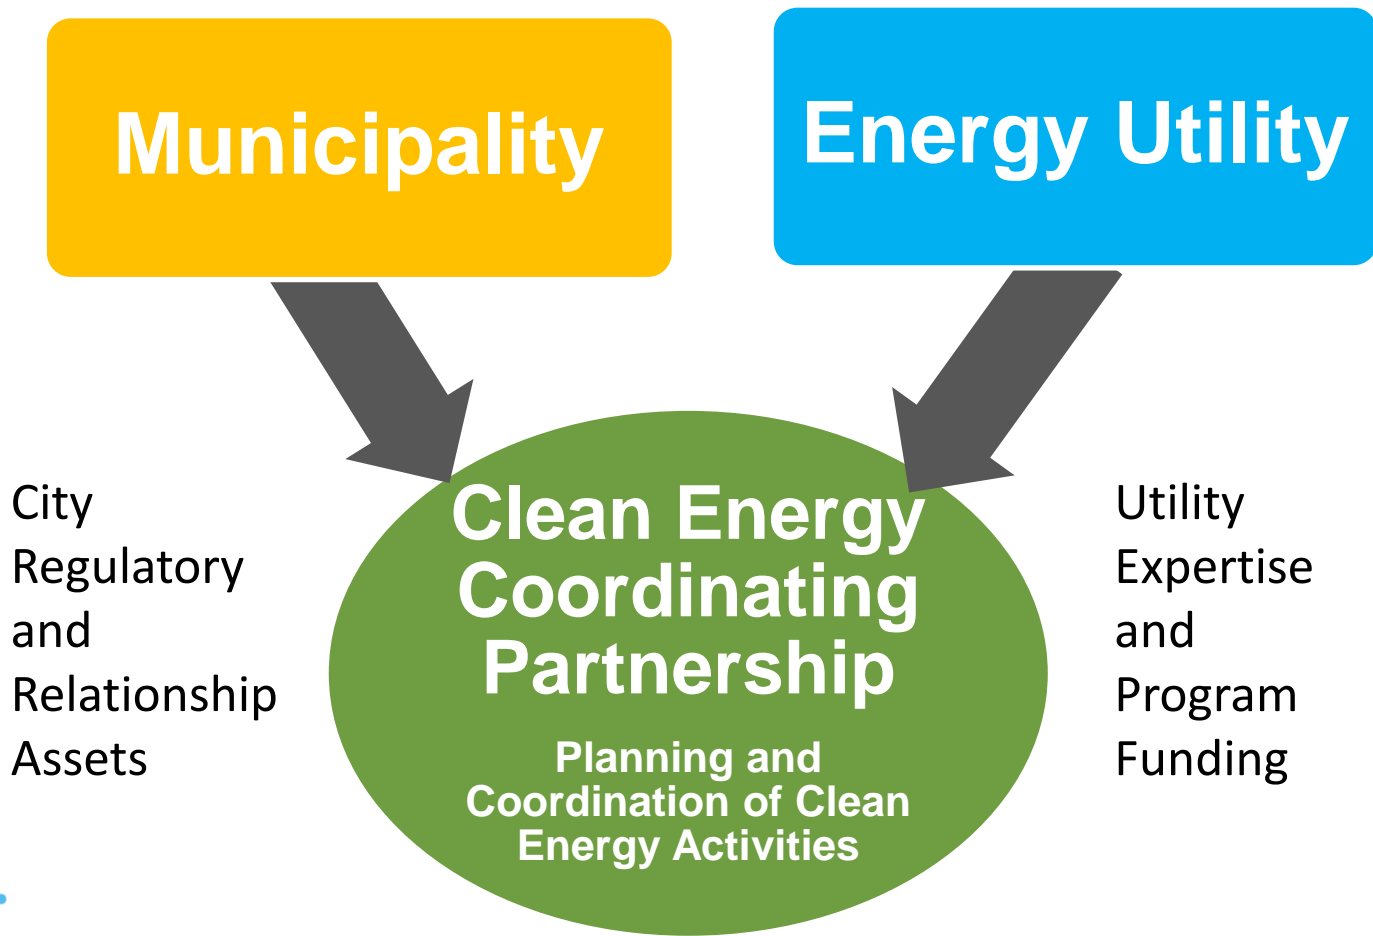 Municipality
Energy Utility
City
Regulatory
and
Relationship
Assets
Clean Energy
Coordinating
Partnership
Planning and
Coordination of Clean
Energy Activities
Utility
Expertise
and
Program
Funding